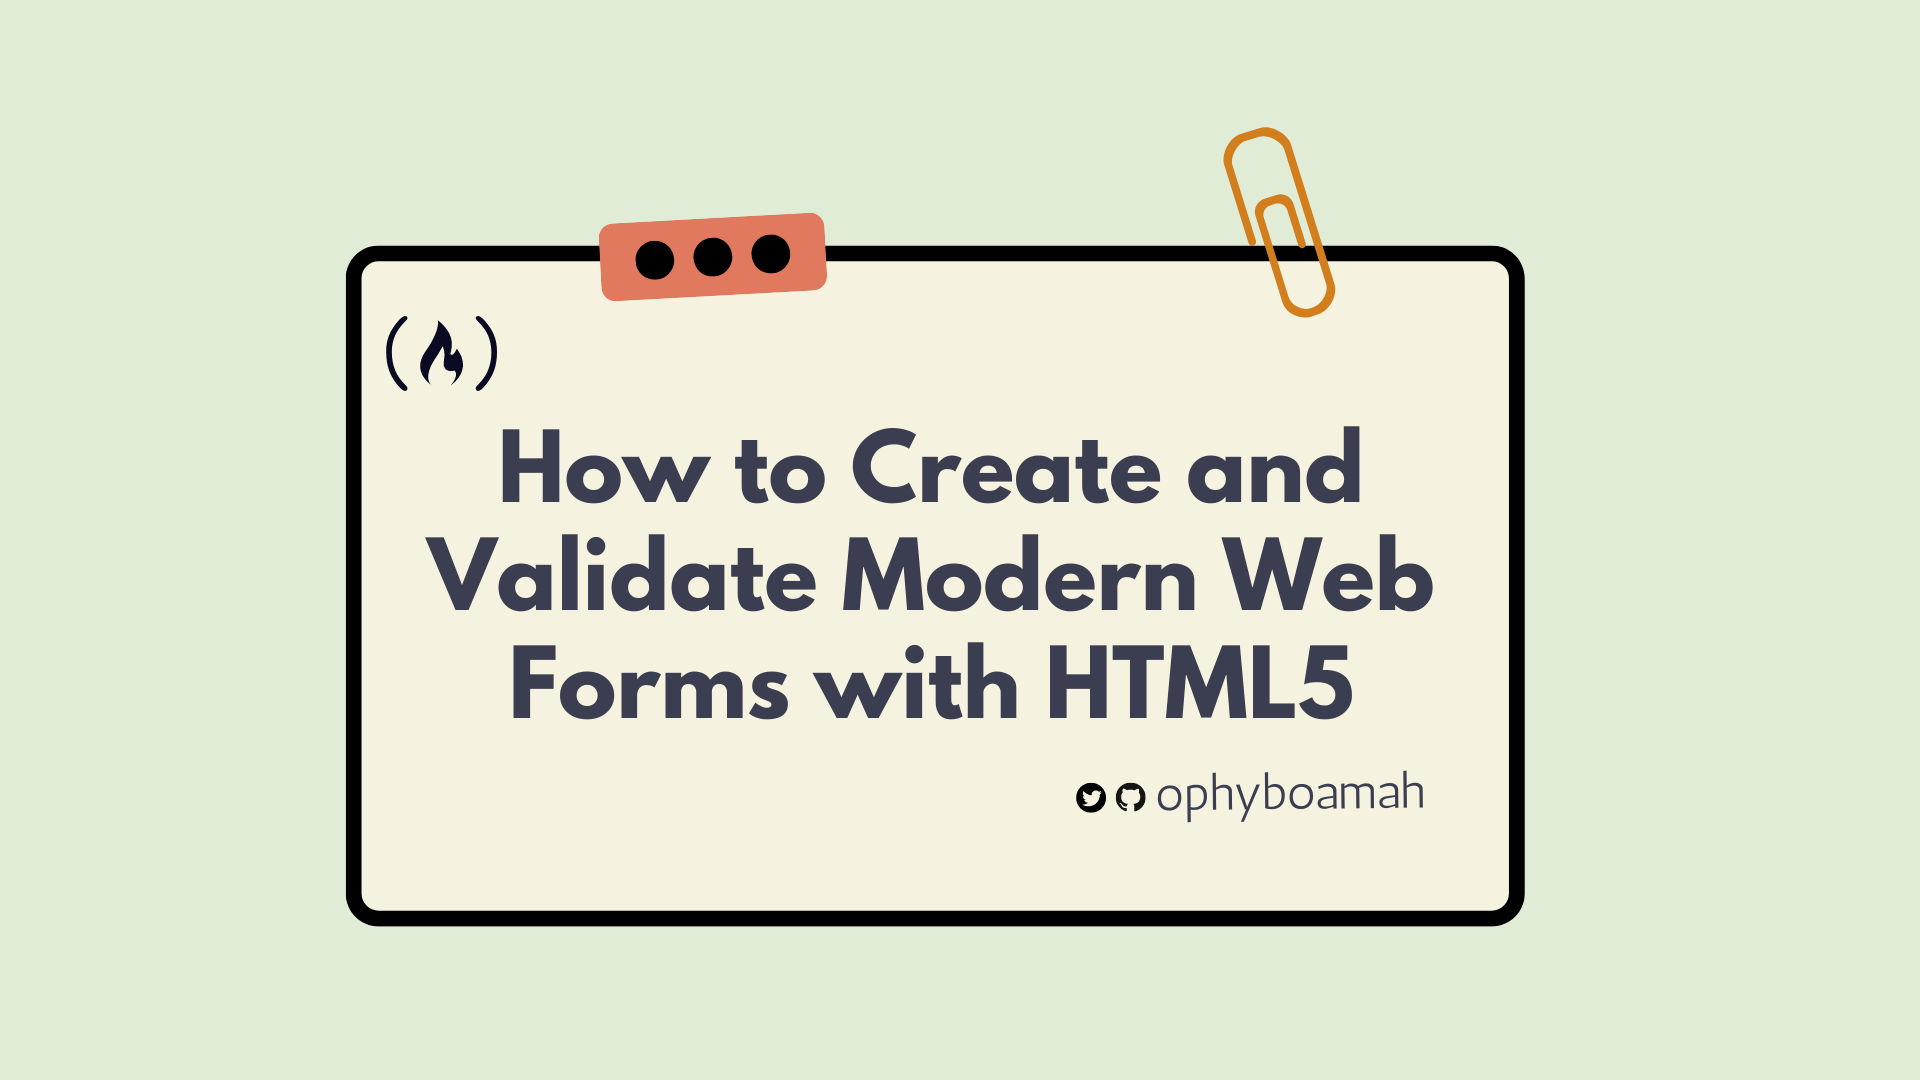 How to Create and
Validate Modern Web
Forms with HTML5
ophyboamah